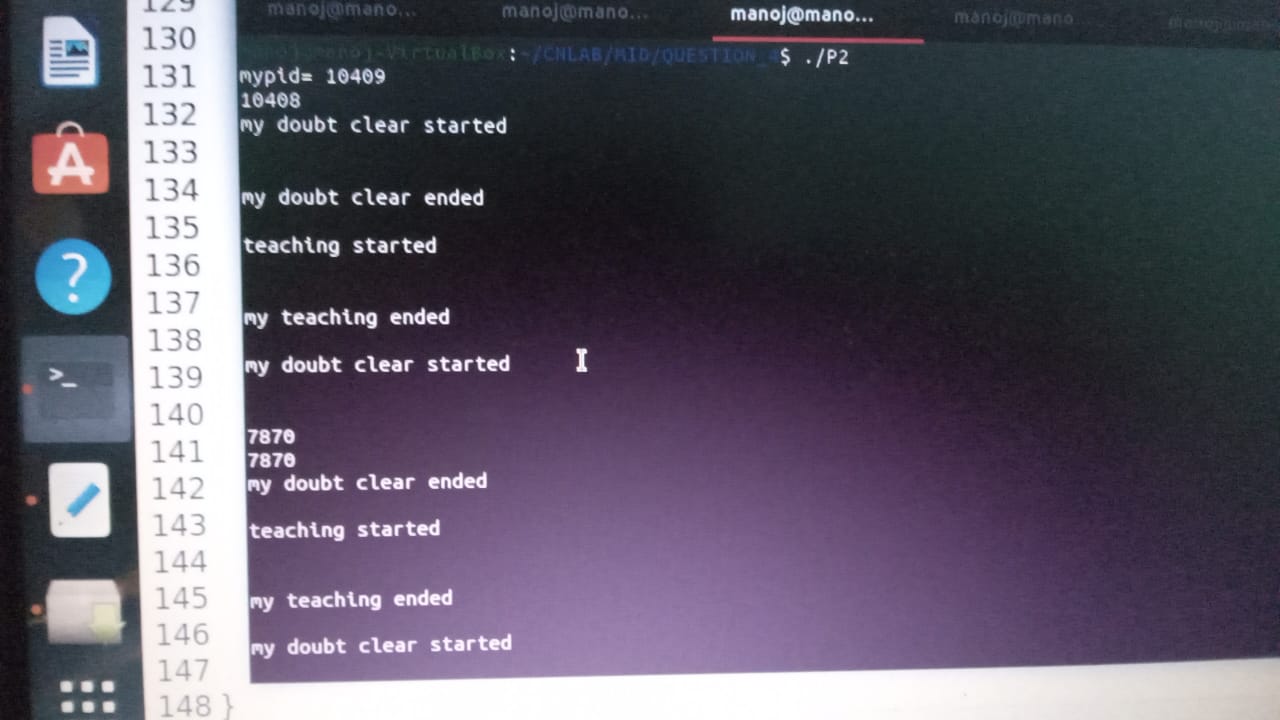 129
manoj@mano... manoj@mano... manoj@mano... manoj@mano
130
manoj@manoj-VirtualBox:~/CNLAB/MID/QUESTION_4$ ./P2
131
mypid= 10409
10408
132
my doubt clear started
133
134
my doubt clear ended
135
teaching started
136
137
my teaching ended
138
my doubt clear started
139
140
7870
141
7870
142
my doubt clear ended
143
teaching started
144
145
my teaching ended
146
my doubt clear started
147
148 }